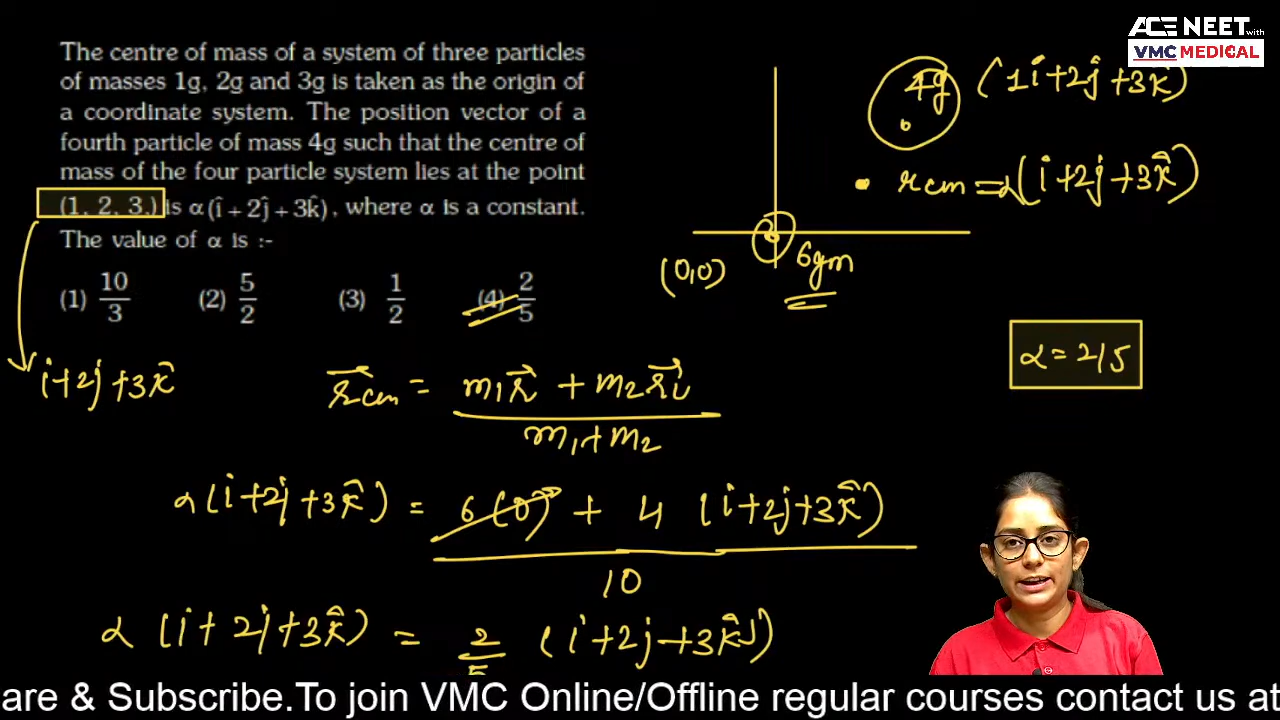 ACE NEET with
VMC MEDICAL
The centre of mass of a system of three particles
of masses 1g, 2g and 3g is taken as the origin of
a coordinate system. The position vector of a
fourth particle of mass 4g such that the centre of
mass of the four particle system lies at the point
(1, 2, 3.) is α(î + 2ĵ + 3k̂), where α is a constant.
The value of α is :-
(1) 10/3 (2) 5/2 (3) 1/2 (4) 2/5
4g (1i+2j+3k̂)
rcm = α(i+2j+3k̂)
(0,0) 6gm
α = 2/5
i+2j+3k̂
r⃗cm = (m₁r⃗ + m₂r⃗i) / (m₁+m₂)
α(i+2j+3k̂) = (6(0) + 4 (i+2j+3k̂)) / 10
α (i+2j+3k̂) = 2/5 (i+2j+3k̂)
are & Subscribe.To join VMC Online/Offline regular courses contact us at